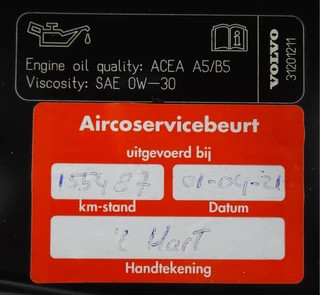 Engine oil quality: ACEA A5/B5
Viscosity: SAE 0W-30
VOLVO
31201211
Aircoservicebeurt
uitgevoerd bij
155487 01-04-21
km-stand Datum
't Hart
Handtekening